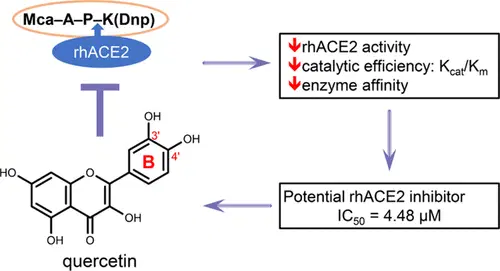 Mca–A–P–K(Dnp)
rhACE2
rhACE2 activity
catalytic efficiency: Kcat/Km
enzyme affinity
OH
3'
OH
4'
B
HO
O
OH
OH
O
Potential rhACE2 inhibitor
IC50 = 4.48 µM
quercetin